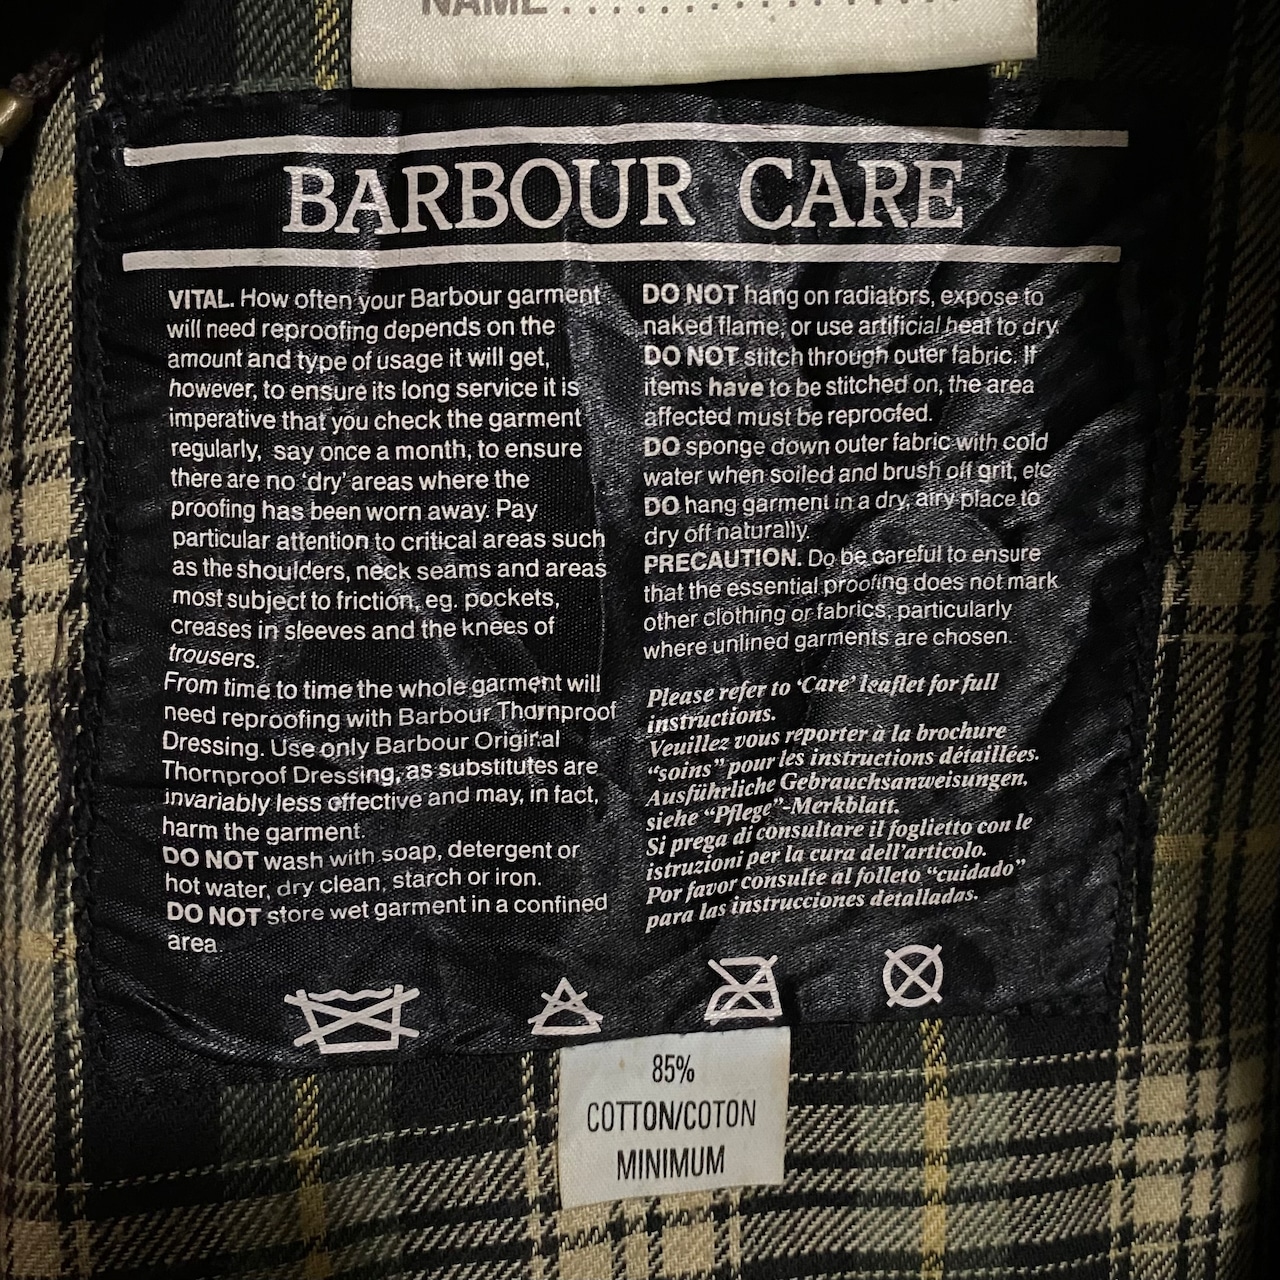 NAME . . . . . . . . . . . . . . . . . .
BARBOUR CARE
VITAL. How often your Barbour garment
will need reproofing depends on the
amount and type of usage it will get,
however, to ensure its long service it is
imperative that you check the garment
regularly, say once a month, to ensure
there are no 'dry' areas where the
proofing has been worn away. Pay
particular attention to critical areas such
as the shoulders, neck seams and areas
most subject to friction, eg. pockets,
creases in sleeves and the knees of
trousers.
From time to time the whole garment will
need reproofing with Barbour Thornproof
Dressing. Use only Barbour Original
Thornproof Dressing, as substitutes are
invariably less effective and may, in fact,
harm the garment.
DO NOT wash with soap, detergent or
hot water, dry clean, starch or iron.
DO NOT store wet garment in a confined
area.
DO NOT hang on radiators, expose to
naked flame, or use artificial heat to dry.
DO NOT stitch through outer fabric. If
items have to be stitched on, the area
affected must be reproofed.
DO sponge down outer fabric with cold
water when soiled and brush off grit, etc.
DO hang garment in a dry, airy place to
dry off naturally.
PRECAUTION. Do be careful to ensure
that the essential proofing does not mark
other clothing or fabrics, particularly
where unlined garments are chosen.
Please refer to 'Care' leaflet for full
instructions.
Veuillez vous reporter à la brochure
"soins" pour les instructions détaillées.
Ausführliche Gebrauchsanweisungen,
siehe "Pflege"-Merkblatt.
Si prega di consultare il foglietto con le
istruzioni per la cura dell'articolo.
Por favor consulte al folleto "cuidado"
para las instrucciones detalladas.
85%
COTTON/COTON
MINIMUM